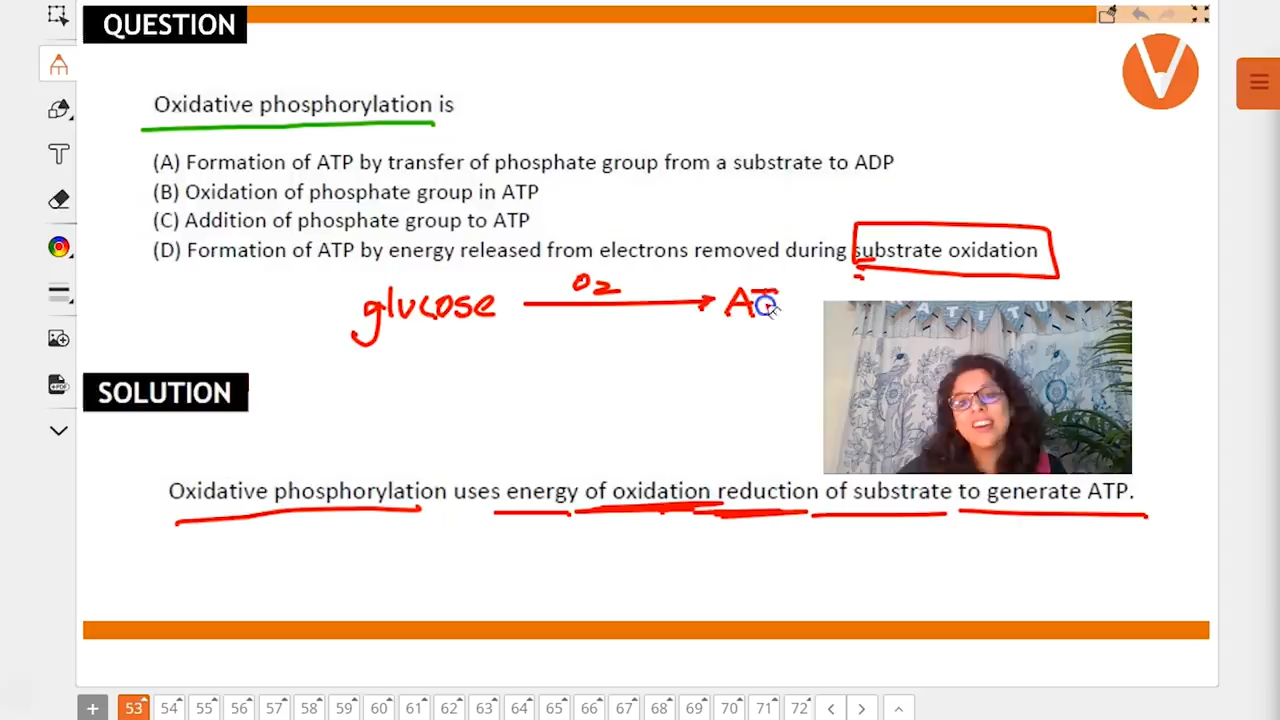 QUESTION
Oxidative phosphorylation is
(A) Formation of ATP by transfer of phosphate group from a substrate to ADP
(B) Oxidation of phosphate group in ATP
(C) Addition of phosphate group to ATP
(D) Formation of ATP by energy released from electrons removed during substrate oxidation
glucose O2 AT
SOLUTION
Oxidative phosphorylation uses energy of oxidation reduction of substrate to generate ATP.
53 54 55 56 57 58 59 60 61 62 63 64 65 66 67 68 69 70 71 72